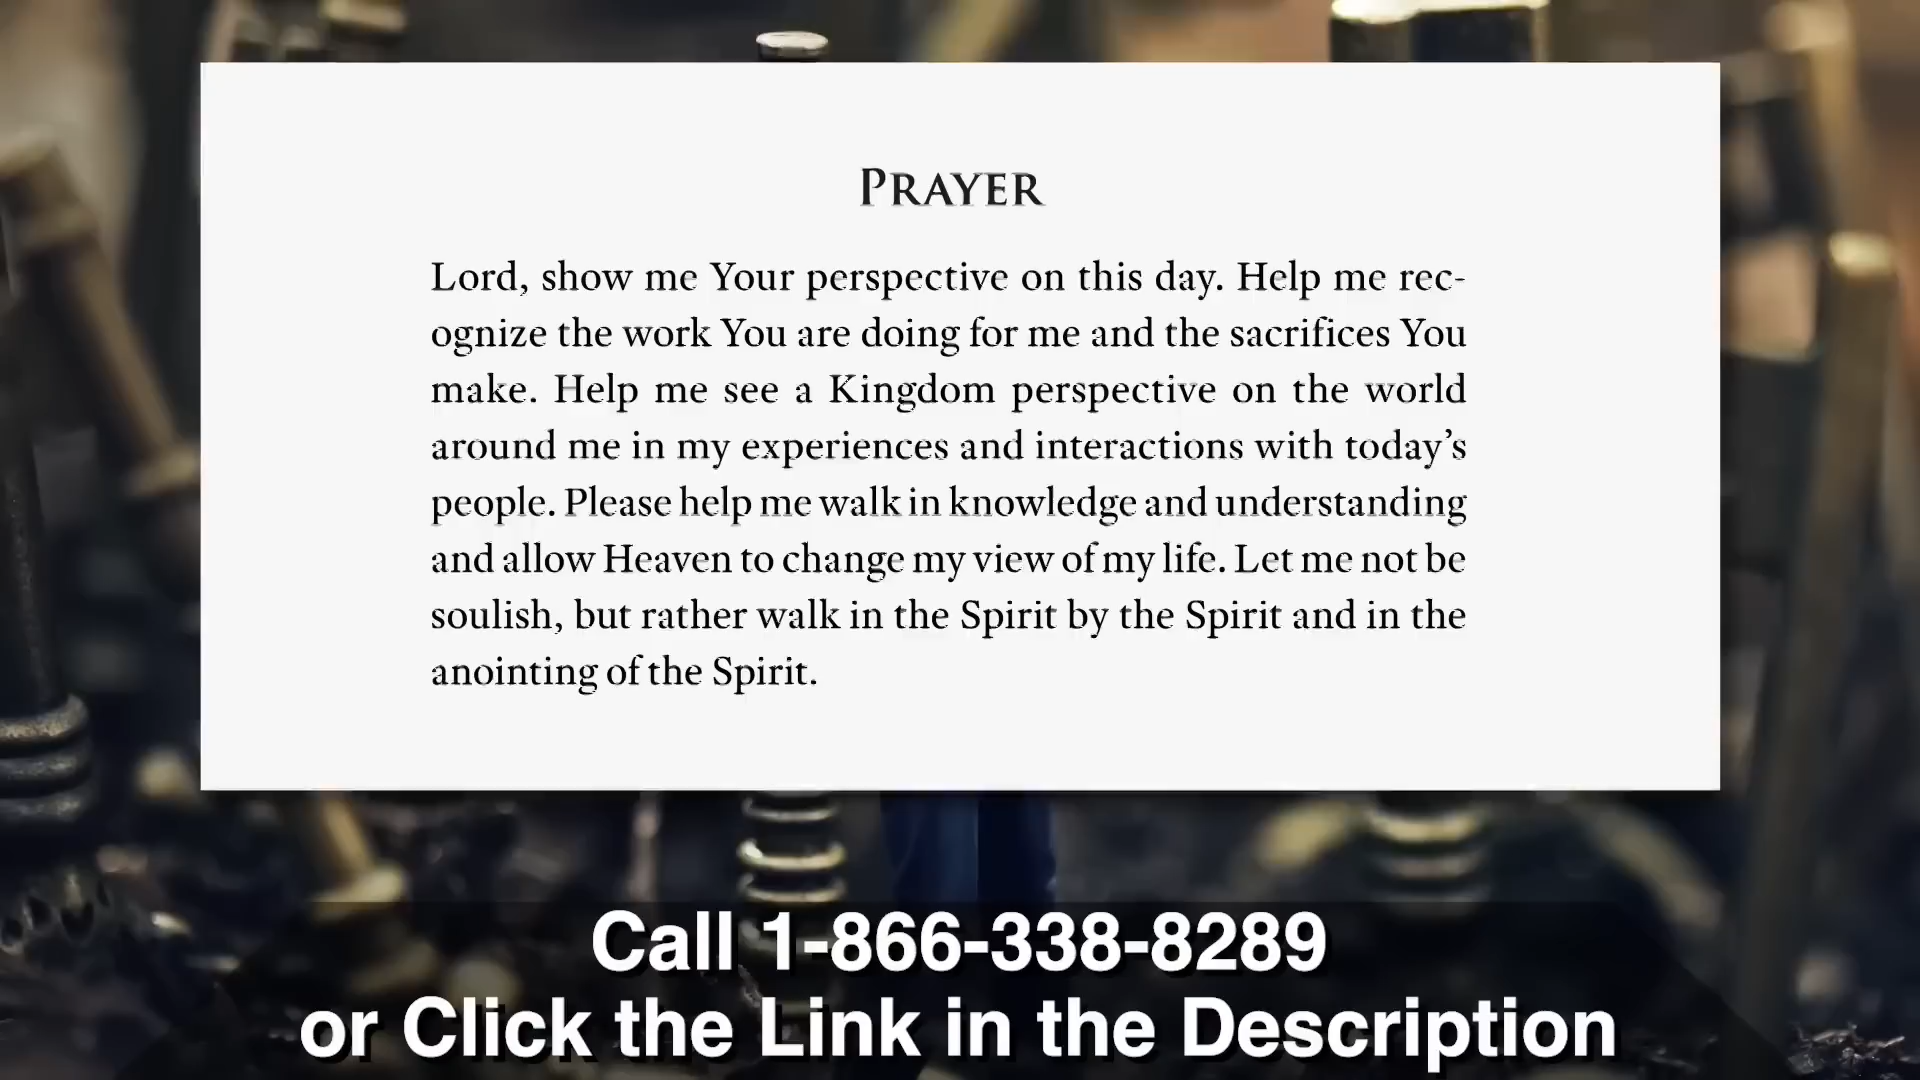 PRAYER
Lord, show me Your perspective on this day. Help me rec-
ognize the work You are doing for me and the sacrifices You
make. Help me see a Kingdom perspective on the world
around me in my experiences and interactions with today’s
people. Please help me walk in knowledge and understanding
and allow Heaven to change my view of my life. Let me not be
soulish, but rather walk in the Spirit by the Spirit and in the
anointing of the Spirit.
Call 1-866-338-8289
or Click the Link in the Description